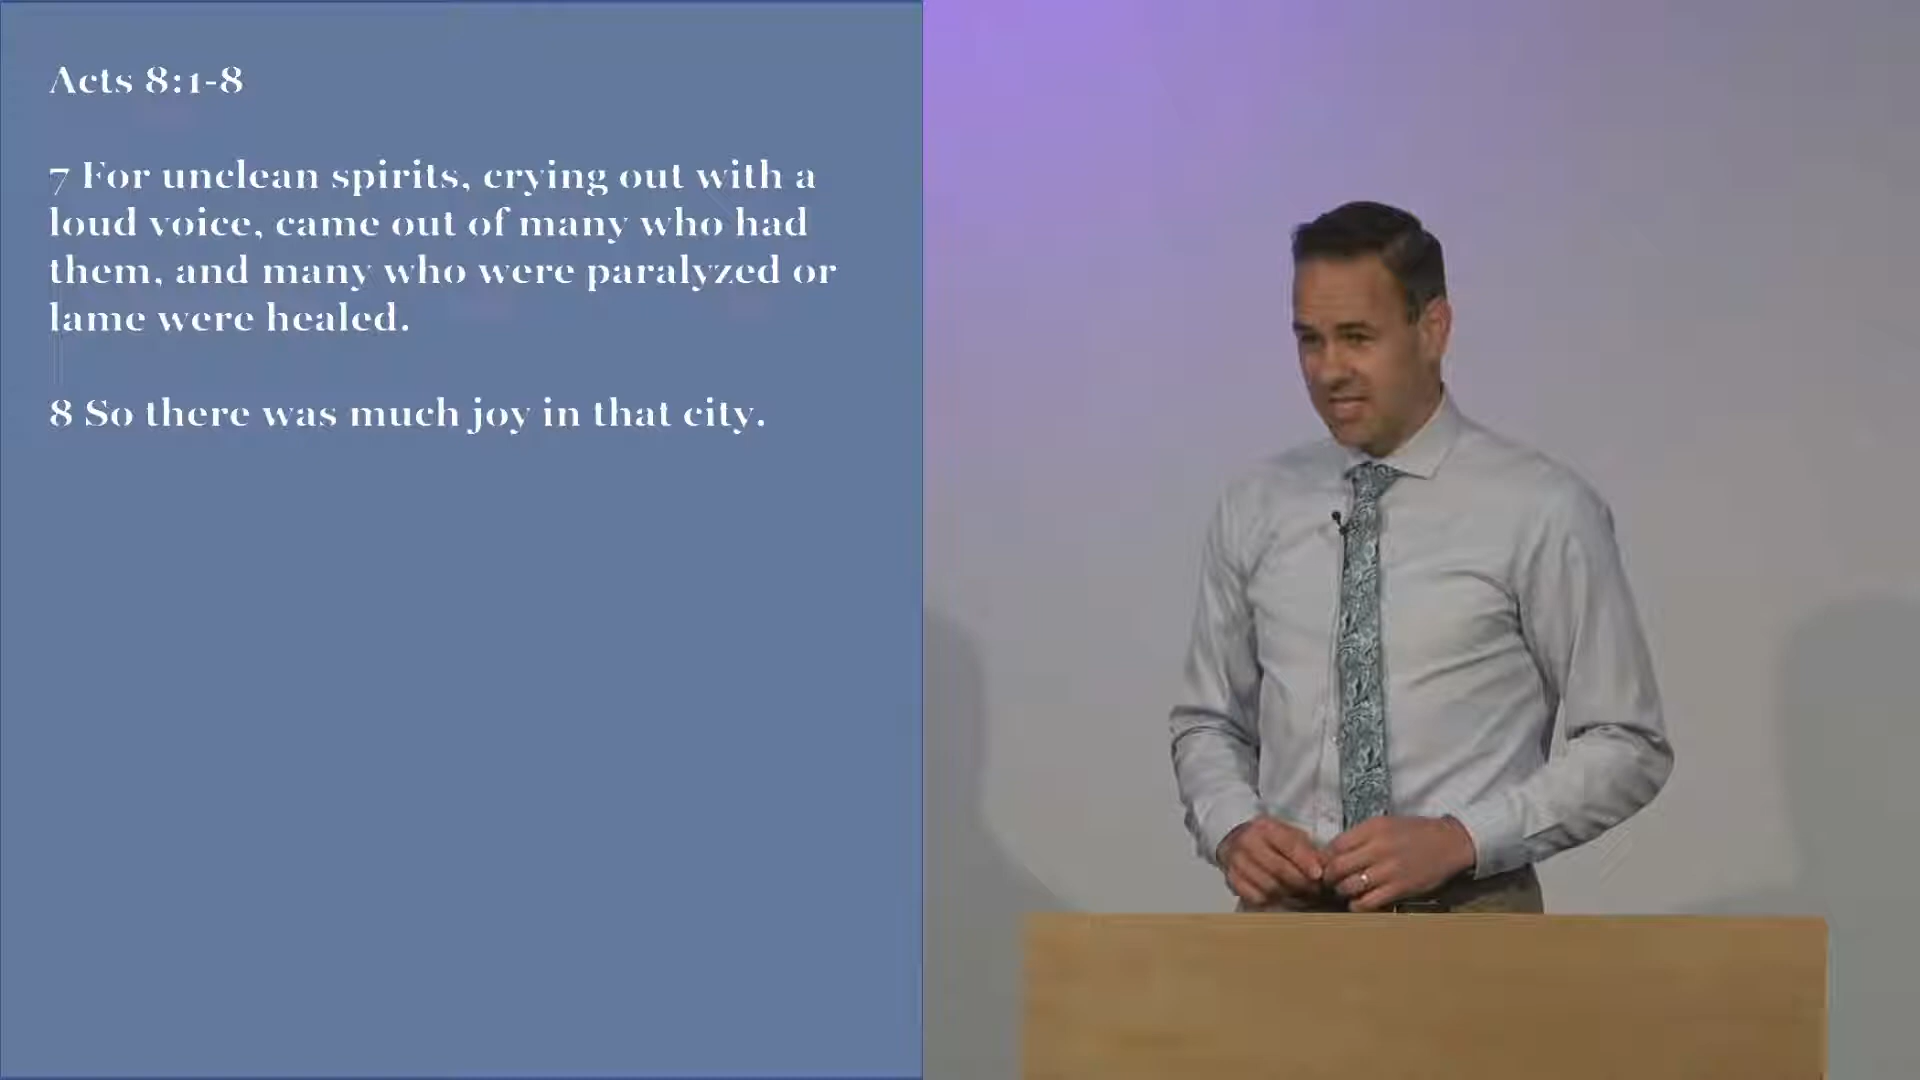 Acts 8:1-8
7 For unclean spirits, crying out with a
loud voice, came out of many who had
them, and many who were paralyzed or
lame were healed.
8 So there was much joy in that city.